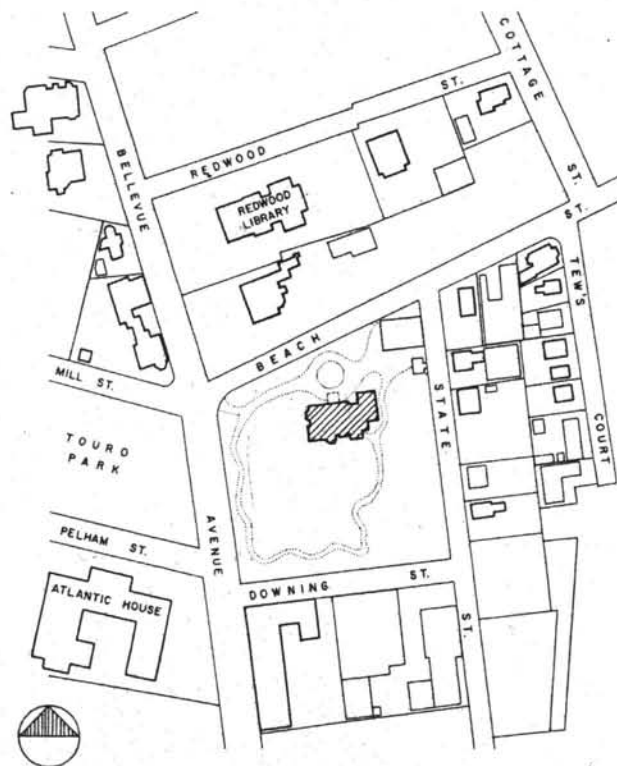 COTTAGE ST.
REDWOOD ST.
BELLEVUE AVENUE
REDWOOD
LIBRARY
BEACH ST.
TEW'S COURT
MILL ST.
STATE ST.
TOURO
PARK
PELHAM ST.
DOWNING ST.
ATLANTIC HOUSE